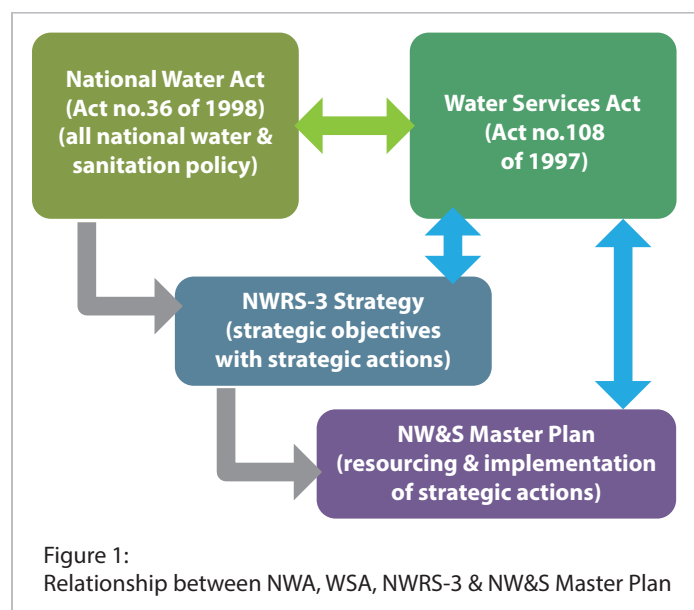 National Water Act
(Act no.36 of 1998)
(all national water &
sanitation policy)
Water Services Act
(Act no.108
of 1997)
NWRS-3 Strategy
(strategic objectives
with strategic actions)
NW&S Master Plan
(resourcing & implementation
of strategic actions)
Figure 1:
Relationship between NWA, WSA, NWRS-3 & NW&S Master Plan